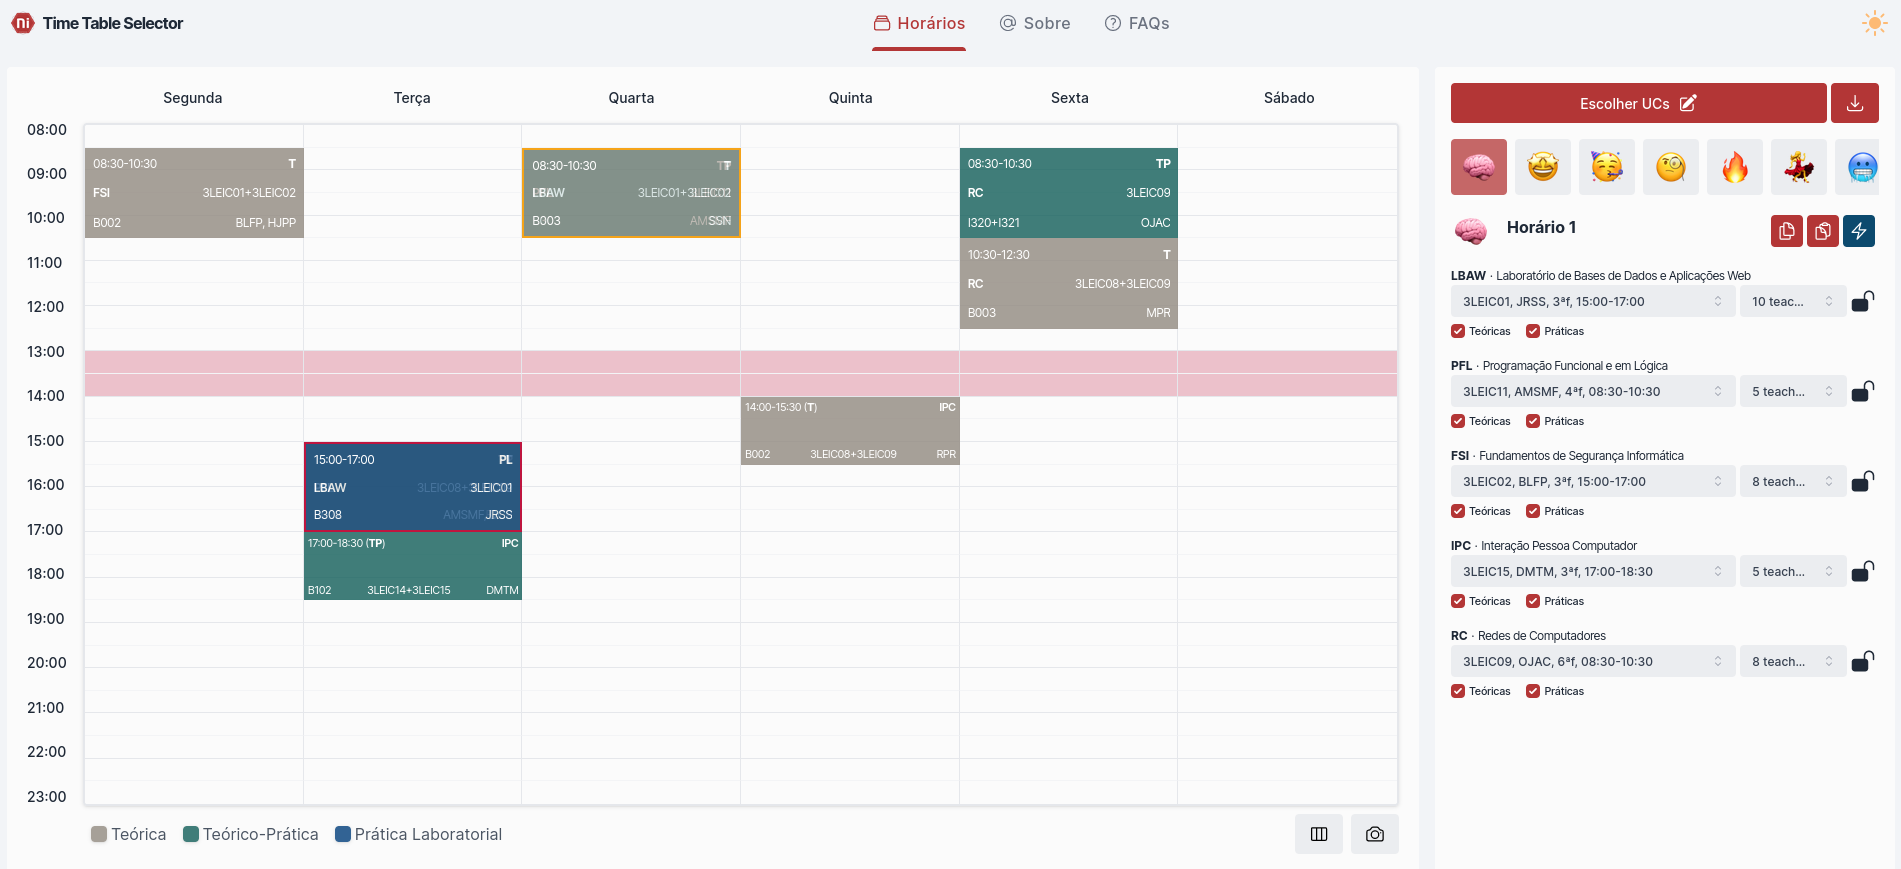 ni Time Table Selector
Horários
Sobre
FAQs
Segunda
Terça
Quarta
Quinta
Sexta
Sábado
08:00
09:00
10:00
11:00
12:00
13:00
14:00
15:00
16:00
17:00
18:00
19:00
20:00
21:00
22:00
23:00
08:30-10:30 T
FSI 3LEIC01+3LEIC02
B002 BLFP, HJPP
15:00-17:00 PL
LBAW 3LEIC01
B308 JRSS
17:00-18:30 (TP) IPC
B102 3LEIC14+3LEIC15 DMTM
08:30-10:30 T
LBAW 3LEIC01+3LEIC02
B003 SSN
14:00-15:30 (T) IPC
B002 3LEIC08+3LEIC09 RPR
08:30-10:30 TP
RC 3LEIC09
I320+I321 OJAC
10:30-12:30 T
RC 3LEIC08+3LEIC09
B003 MPR
Teórica
Teórico-Prática
Prática Laboratorial
Escolher UCs
Horário 1
LBAW · Laboratório de Bases de Dados e Aplicações Web
3LEIC01, JRSS, 3ªf, 15:00-17:00
10 teac...
Teóricas
Práticas
PFL · Programação Funcional e em Lógica
3LEIC11, AMSMF, 4ªf, 08:30-10:30
5 teach...
Teóricas
Práticas
FSI · Fundamentos de Segurança Informática
3LEIC02, BLFP, 3ªf, 15:00-17:00
8 teach...
Teóricas
Práticas
IPC · Interação Pessoa Computador
3LEIC15, DMTM, 3ªf, 17:00-18:30
5 teach...
Teóricas
Práticas
RC · Redes de Computadores
3LEIC09, OJAC, 6ªf, 08:30-10:30
8 teach...
Teóricas
Práticas